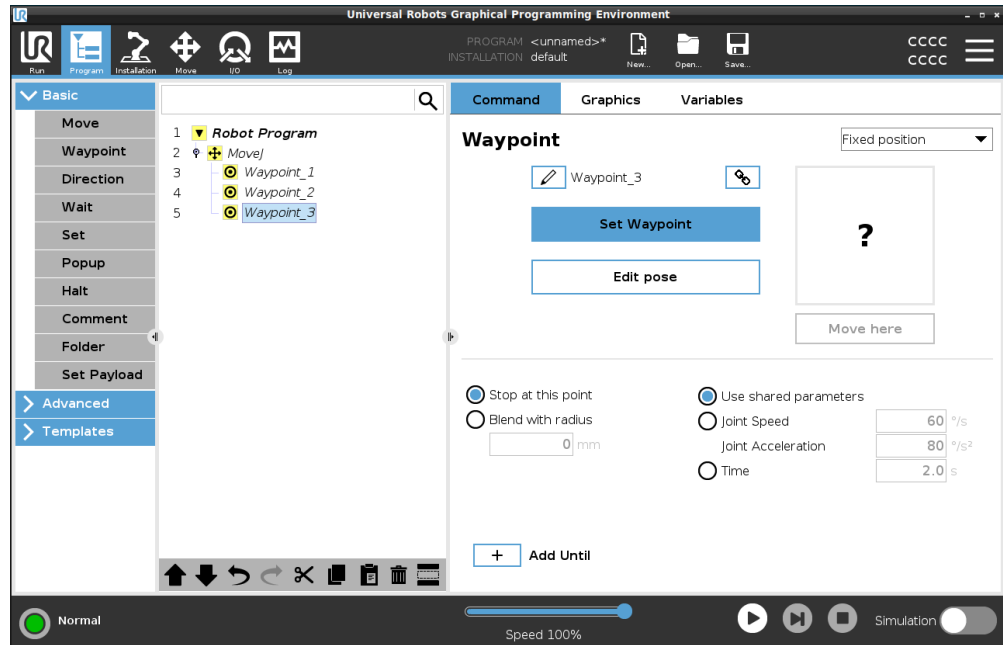 Universal Robots Graphical Programming Environment
UR
Run
Program
Installation
Move
I/O
Log
PROGRAM <unnamed>*
INSTALLATION default
New...
Open...
Save...
CCCC
CCCC
Basic
Move
Waypoint
Direction
Wait
Set
Popup
Halt
Comment
Folder
Set Payload
Advanced
Templates
1 Robot Program
2 MoveJ
3 Waypoint_1
4 Waypoint_2
5 Waypoint_3
Command Graphics Variables
Waypoint
Fixed position
Waypoint_3
Set Waypoint
Edit pose
?
Move here
Stop at this point
Blend with radius
0 mm
Use shared parameters
Joint Speed 60 °/s
Joint Acceleration 80 °/s²
Time 2.0 s
+ Add Until
Normal
Speed 100%
Simulation